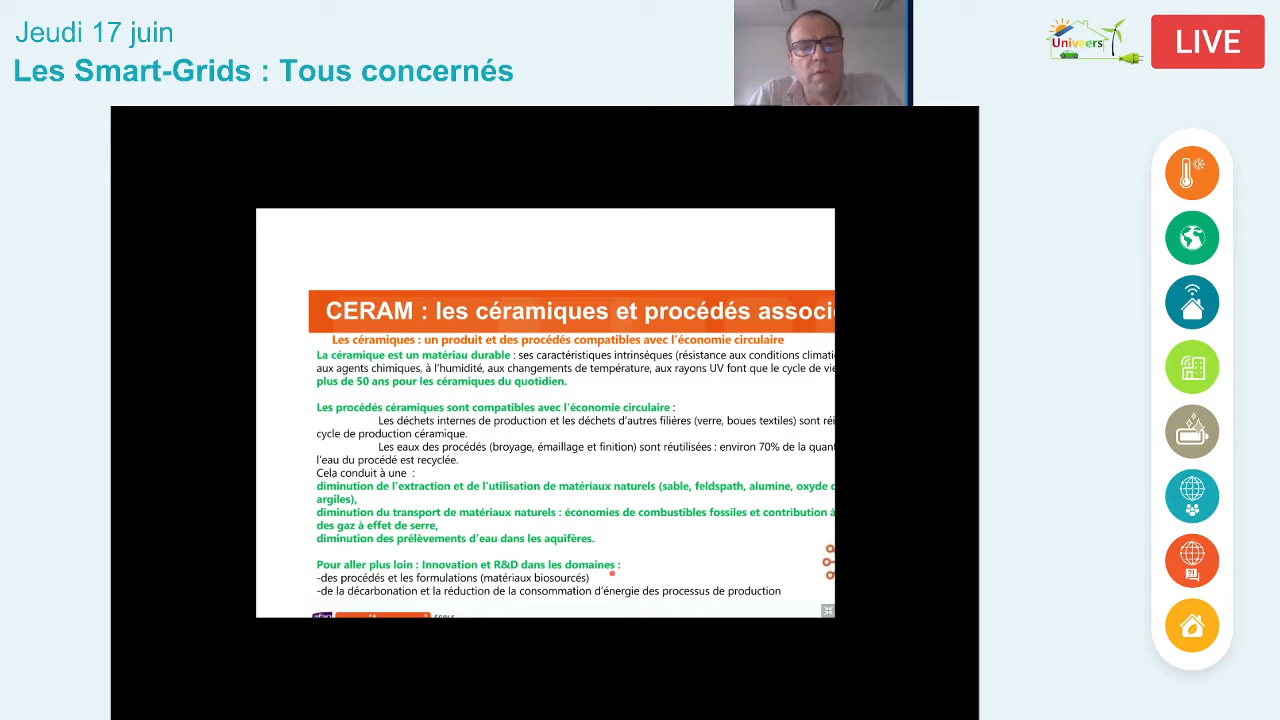 Jeudi 17 juin
Les Smart-Grids : Tous concernés
Univeers
LIVE
CERAM : les céramiques et procédés associ
Les céramiques : un produit et des procédés compatibles avec l'économie circulaire
La céramique est un matériau durable : ses caractéristiques intrinsèques (résistance aux conditions climati
aux agents chimiques, à l'humidité, aux changements de température, aux rayons UV font que le cycle de vie
plus de 50 ans pour les céramiques du quotidien.
Les procédés céramiques sont compatibles avec l'économie circulaire :
Les déchets internes de production et les déchets d'autres filières (verre, boues textiles) sont réi
cycle de production céramique.
Les eaux des procédés (broyage, émaillage et finition) sont réutilisées : environ 70% de la quant
l'eau du procédé est recyclée.
Cela conduit à une :
diminution de l'extraction et de l'utilisation de matériaux naturels (sable, feldspath, alumine, oxyde d
argiles),
diminution du transport de matériaux naturels : économies de combustibles fossiles et contribution à
des gaz à effet de serre,
diminution des prélèvements d'eau dans les aquifères.
Pour aller plus loin : Innovation et R&D dans les domaines :
-des procédés et les formulations (matériaux biosourcés)
-de la décarbonation et la réduction de la consommation d'énergie des processus de production